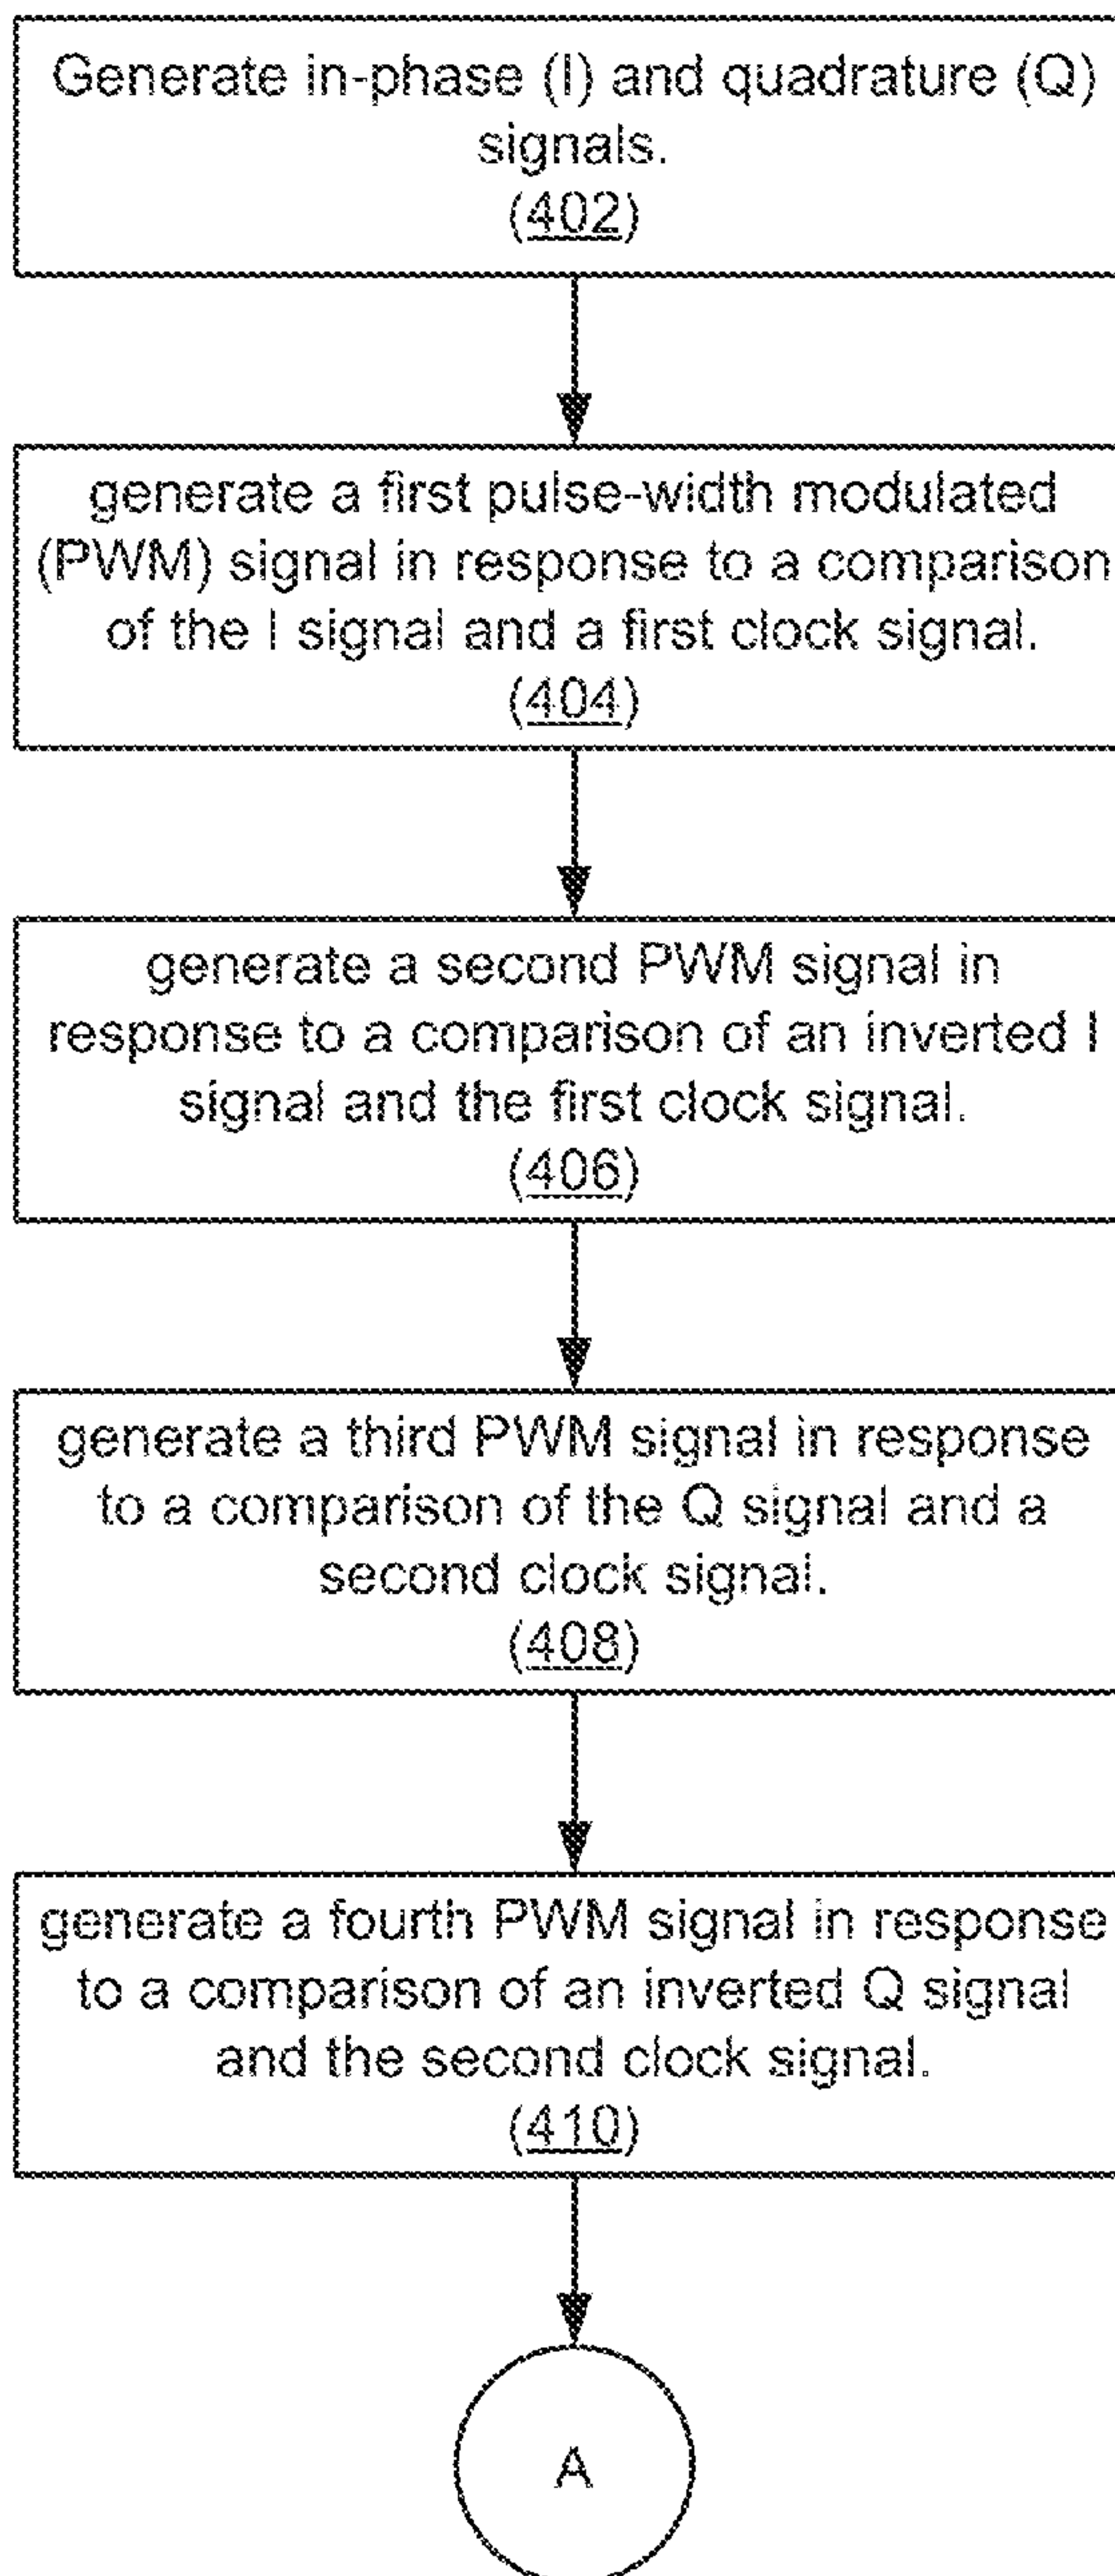 Generate in-phase (I) and quadrature (Q)
signals.
(402)
generate a first pulse-width modulated
(PWM) signal in response to a comparison
of the I signal and a first clock signal.
(404)
generate a second PWM signal in
response to a comparison of an inverted I
signal and the first clock signal.
(406)
generate a third PWM signal in response
to a comparison of the Q signal and a
second clock signal.
(408)
generate a fourth PWM signal in response
to a comparison of an inverted Q signal
and the second clock signal.
(410)
A